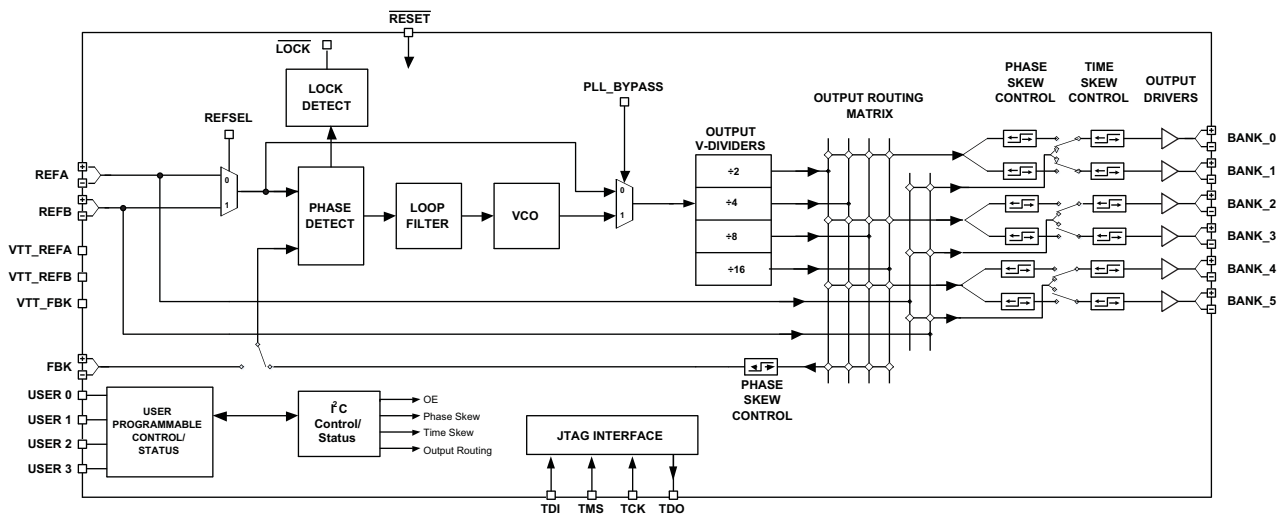 RESET
LOCK
LOCK
DETECT
PLL_BYPASS
PHASE
SKEW
CONTROL
TIME
SKEW
CONTROL
OUTPUT
DRIVERS
REFSEL
OUTPUT
V-DIVIDERS
OUTPUT ROUTING
MATRIX
REFA
REFB
VTT_REFA
VTT_REFB
VTT_FBK
FBK
0
1
PHASE
DETECT
LOOP
FILTER
VCO
0
1
÷2
÷4
÷8
÷16
BANK_0
BANK_1
BANK_2
BANK_3
BANK_4
BANK_5
+
−
+
−
+
−
+
−
+
−
+
−
+
−
+
−
+
−
PHASE
SKEW
CONTROL
USER 0
USER 1
USER 2
USER 3
USER
PROGRAMMABLE
CONTROL/
STATUS
I²C
Control/
Status
OE
Phase Skew
Time Skew
Output Routing
JTAG INTERFACE
TDI
TMS
TCK
TDO